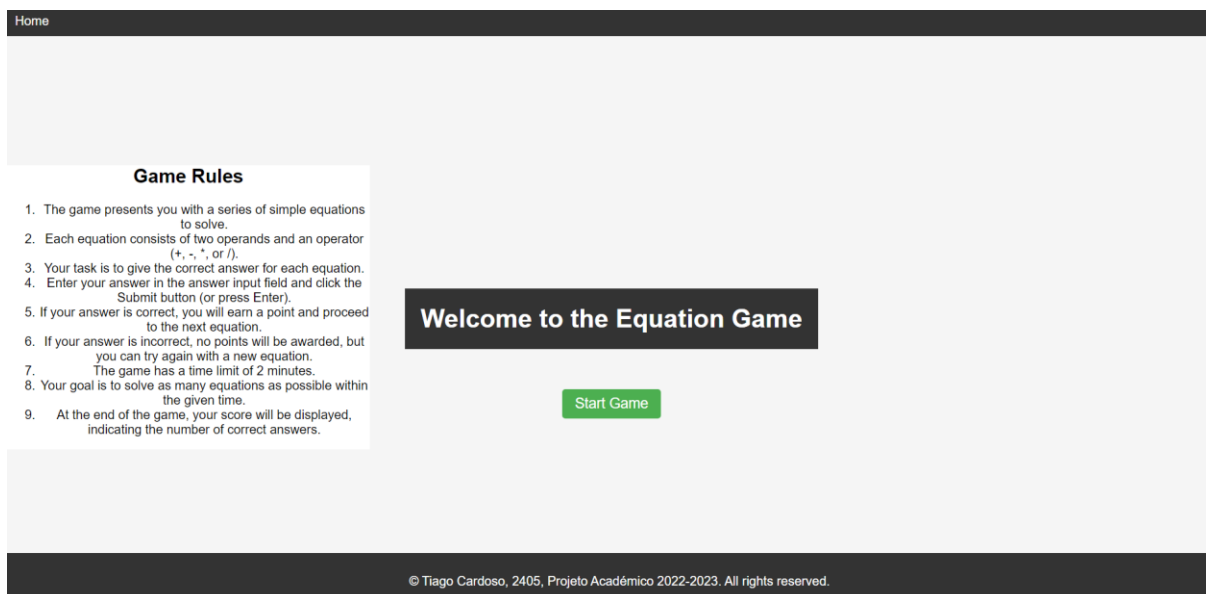 Home
Game Rules
1. The game presents you with a series of simple equations
to solve.
2. Each equation consists of two operands and an operator
(+, -, *, or /).
3. Your task is to give the correct answer for each equation.
4. Enter your answer in the answer input field and click the
Submit button (or press Enter).
5. If your answer is correct, you will earn a point and proceed
to the next equation.
6. If your answer is incorrect, no points will be awarded, but
you can try again with a new equation.
7. The game has a time limit of 2 minutes.
8. Your goal is to solve as many equations as possible within
the given time.
9. At the end of the game, your score will be displayed,
indicating the number of correct answers.
Welcome to the Equation Game
Start Game
© Tiago Cardoso, 2405, Projeto Académico 2022-2023. All rights reserved.